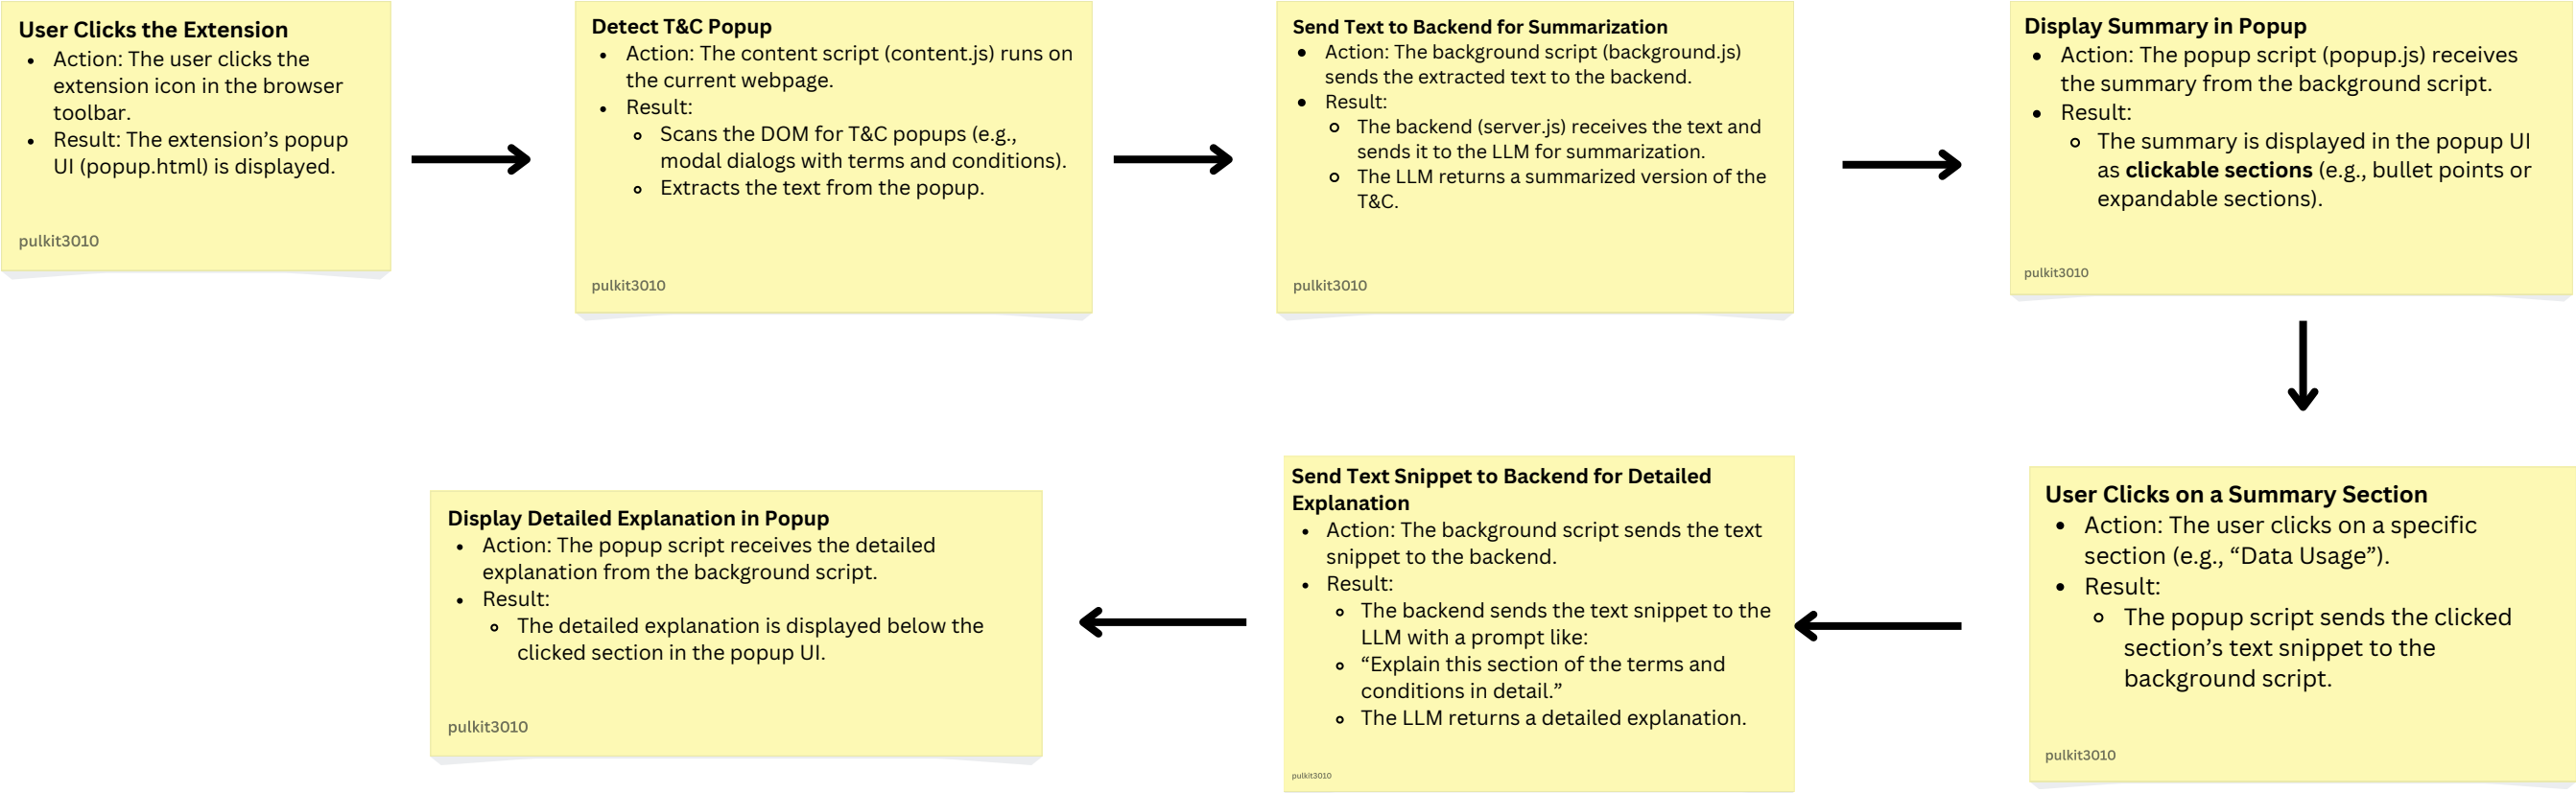 User Clicks the Extension
• Action: The user clicks the
extension icon in the browser
toolbar.
• Result: The extension’s popup
UI (popup.html) is displayed.
pulkit3010
Detect T&C Popup
• Action: The content script (content.js) runs on
the current webpage.
• Result:
◦ Scans the DOM for T&C popups (e.g.,
modal dialogs with terms and conditions).
◦ Extracts the text from the popup.
pulkit3010
Send Text to Backend for Summarization
• Action: The background script (background.js)
sends the extracted text to the backend.
• Result:
◦ The backend (server.js) receives the text and
sends it to the LLM for summarization.
◦ The LLM returns a summarized version of the
T&C.
pulkit3010
Display Summary in Popup
• Action: The popup script (popup.js) receives
the summary from the background script.
• Result:
◦ The summary is displayed in the popup UI
as clickable sections (e.g., bullet points or
expandable sections).
pulkit3010
User Clicks on a Summary Section
• Action: The user clicks on a specific
section (e.g., “Data Usage”).
• Result:
◦ The popup script sends the clicked
section’s text snippet to the
background script.
pulkit3010
Send Text Snippet to Backend for Detailed
Explanation
• Action: The background script sends the text
snippet to the backend.
• Result:
◦ The backend sends the text snippet to the
LLM with a prompt like:
◦ “Explain this section of the terms and
conditions in detail.”
◦ The LLM returns a detailed explanation.
pulkit3010
Display Detailed Explanation in Popup
• Action: The popup script receives the detailed
explanation from the background script.
• Result:
◦ The detailed explanation is displayed below the
clicked section in the popup UI.
pulkit3010